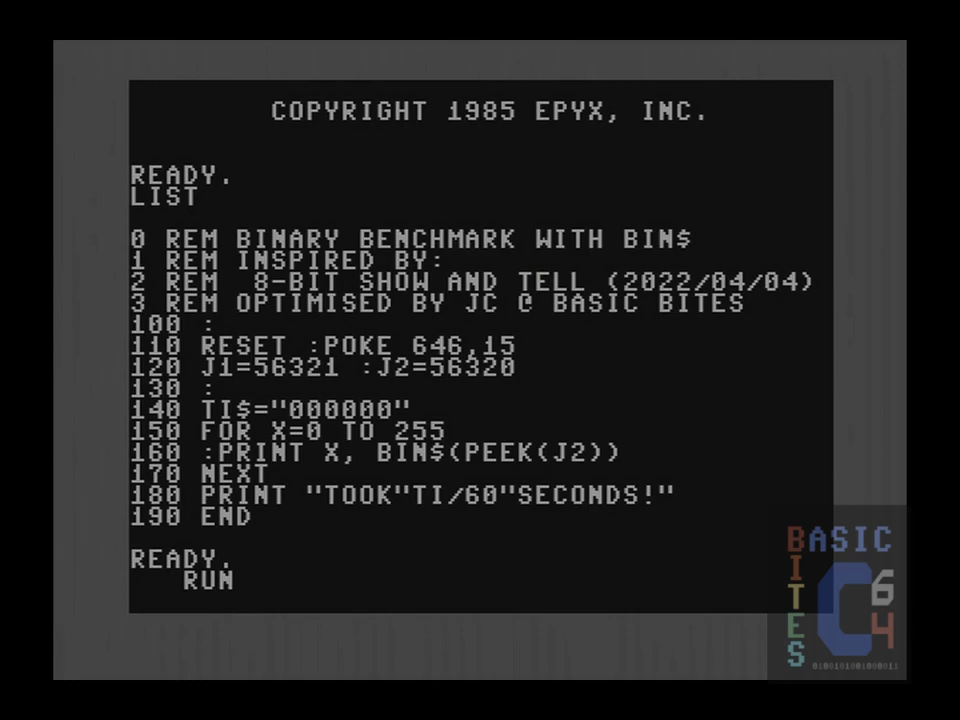 COPYRIGHT 1985 EPYX, INC.
READY.
LIST
0 REM BINARY BENCHMARK WITH BIN$
1 REM INSPIRED BY:
2 REM  8-BIT SHOW AND TELL (2022/04/04)
3 REM OPTIMISED BY JC @ BASIC BITES
100 :
110 RESET :POKE 646,15
120 J1=56321 :J2=56320
130 :
140 TI$="000000"
150 FOR X=0 TO 255
160 :PRINT X, BIN$(PEEK(J2))
170 NEXT
180 PRINT "TOOK"TI/60"SECONDS!"
190 END
READY.
RUN
BASIC
BITES
C64
0100101001000011